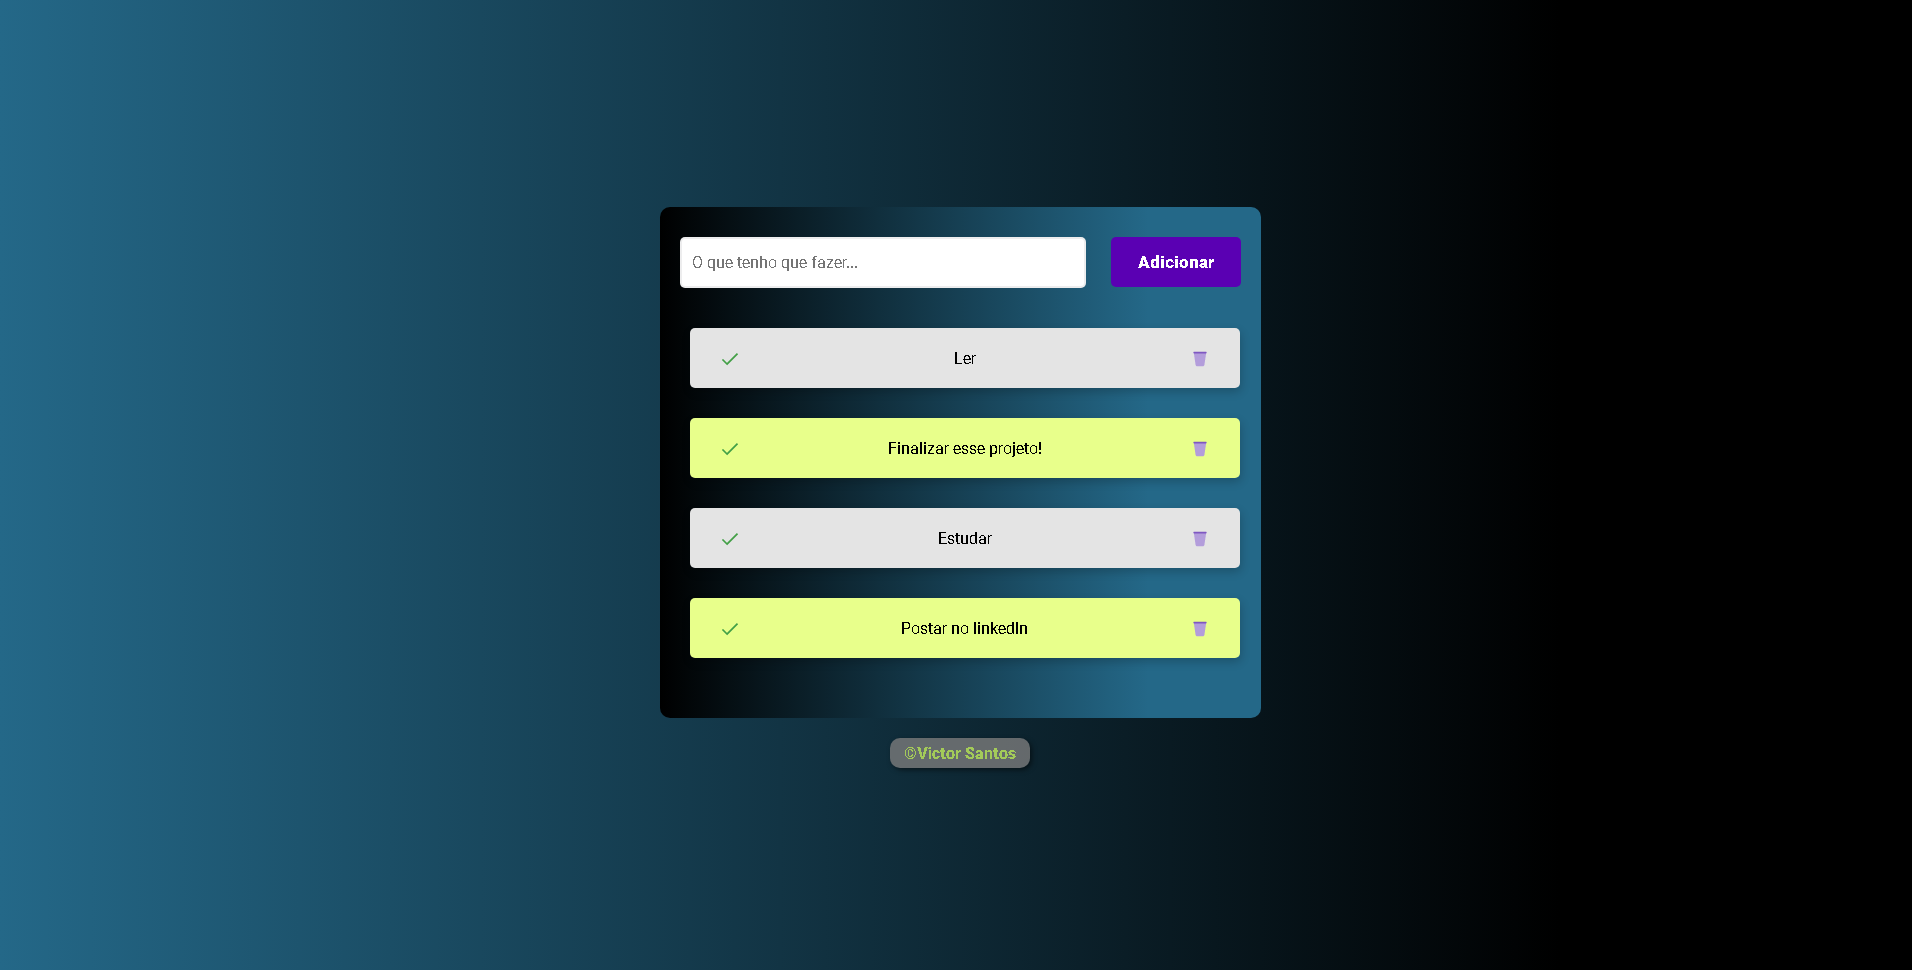 O que tenho que fazer...
Adicionar
Ler
Finalizar esse projeto!
Estudar
Postar no linkedIn
©Victor Santos